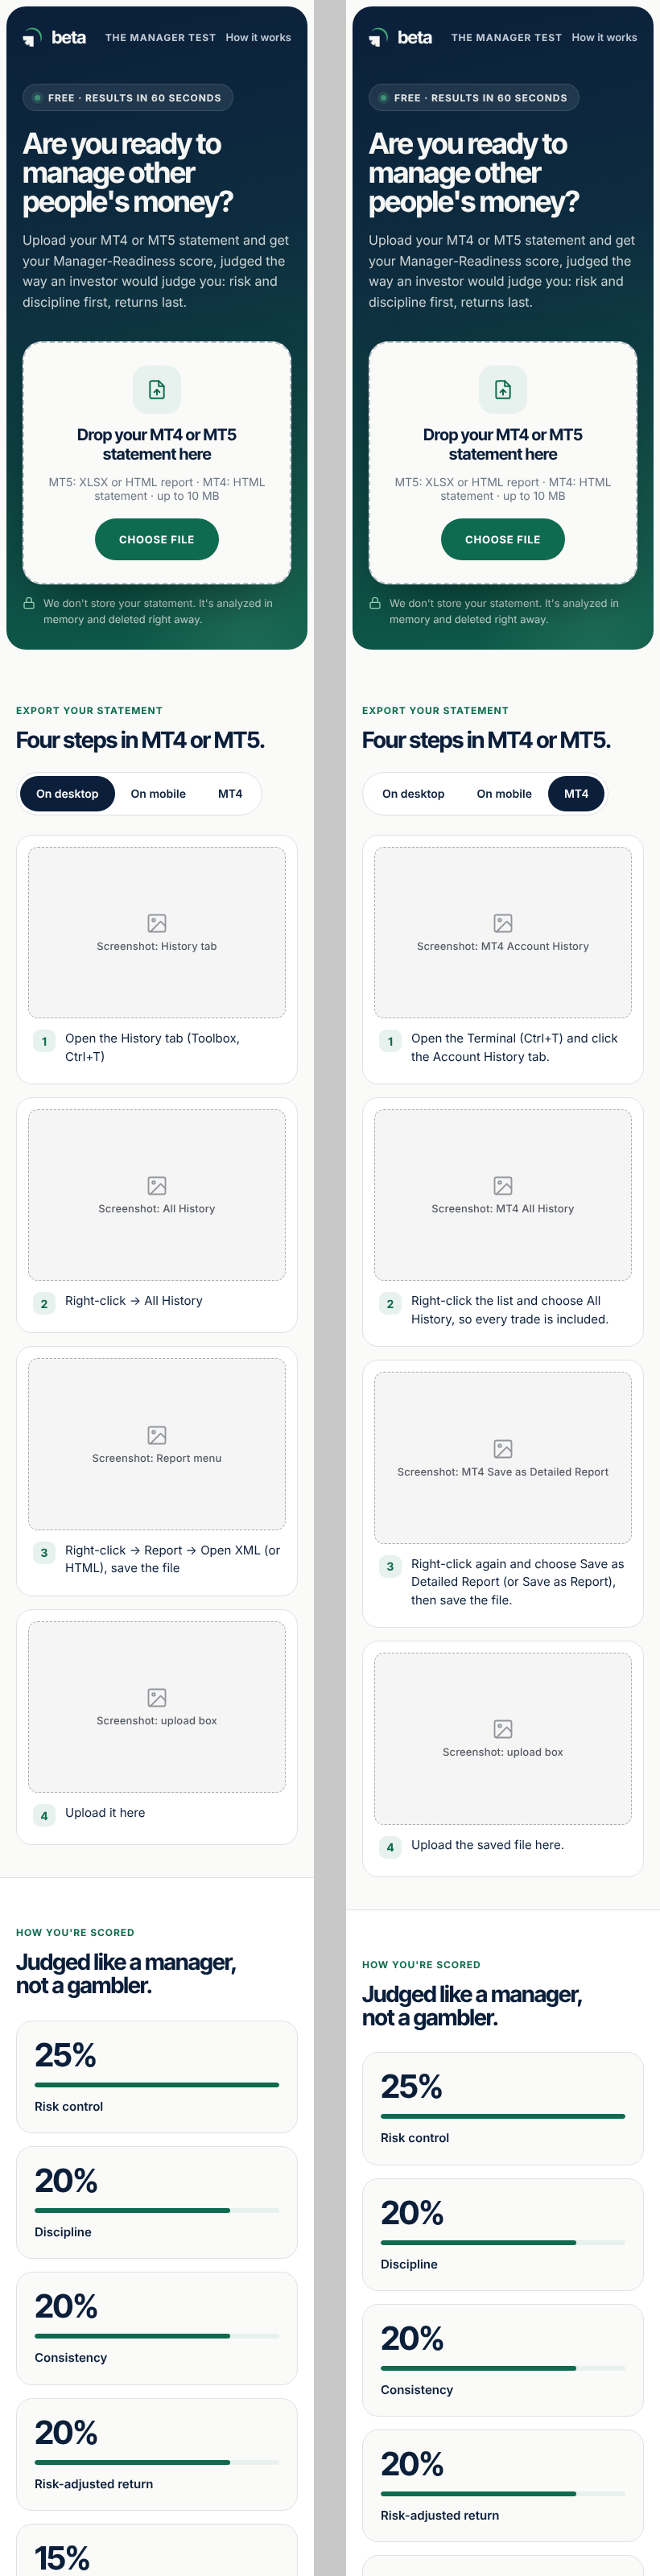 beta THE MANAGER TEST How it works
FREE · RESULTS IN 60 SECONDS
Are you ready to
manage other
people's money?
Upload your MT4 or MT5 statement and get
your Manager-Readiness score, judged the
way an investor would judge you: risk and
discipline first, returns last.
Drop your MT4 or MT5
statement here
MT5: XLSX or HTML report · MT4: HTML
statement · up to 10 MB
CHOOSE FILE
We don't store your statement. It's analyzed in
memory and deleted right away.
EXPORT YOUR STATEMENT
Four steps in MT4 or MT5.
On desktop On mobile MT4
Screenshot: History tab
1 Open the History tab (Toolbox,
Ctrl+T)
Screenshot: All History
2 Right-click → All History
Screenshot: Report menu
3 Right-click → Report → Open XML (or
HTML), save the file
Screenshot: upload box
4 Upload it here
HOW YOU'RE SCORED
Judged like a manager,
not a gambler.
25%
Risk control
20%
Discipline
20%
Consistency
20%
Risk-adjusted return
15%
beta THE MANAGER TEST How it works
FREE · RESULTS IN 60 SECONDS
Are you ready to
manage other
people's money?
Upload your MT4 or MT5 statement and get
your Manager-Readiness score, judged the
way an investor would judge you: risk and
discipline first, returns last.
Drop your MT4 or MT5
statement here
MT5: XLSX or HTML report · MT4: HTML
statement · up to 10 MB
CHOOSE FILE
We don't store your statement. It's analyzed in
memory and deleted right away.
EXPORT YOUR STATEMENT
Four steps in MT4 or MT5.
On desktop On mobile MT4
Screenshot: MT4 Account History
1 Open the Terminal (Ctrl+T) and click
the Account History tab.
Screenshot: MT4 All History
2 Right-click the list and choose All
History, so every trade is included.
Screenshot: MT4 Save as Detailed Report
3 Right-click again and choose Save as
Detailed Report (or Save as Report),
then save the file.
Screenshot: upload box
4 Upload the saved file here.
HOW YOU'RE SCORED
Judged like a manager,
not a gambler.
25%
Risk control
20%
Discipline
20%
Consistency
20%
Risk-adjusted return